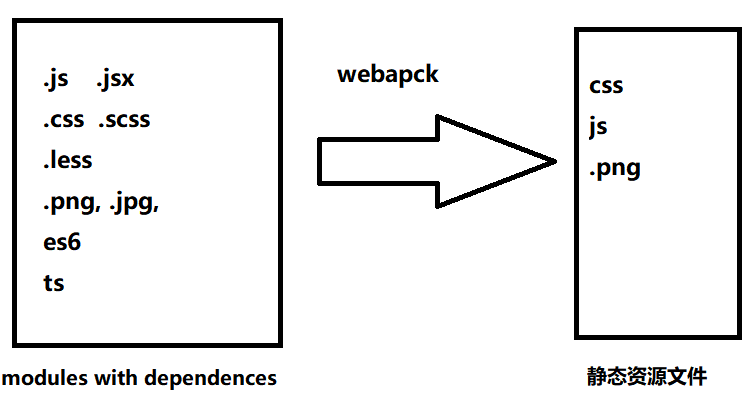 .js .jsx
.css .scss
.less
.png, .jpg,
es6
ts
modules with dependences
webapck
css
js
.png
静态资源文件